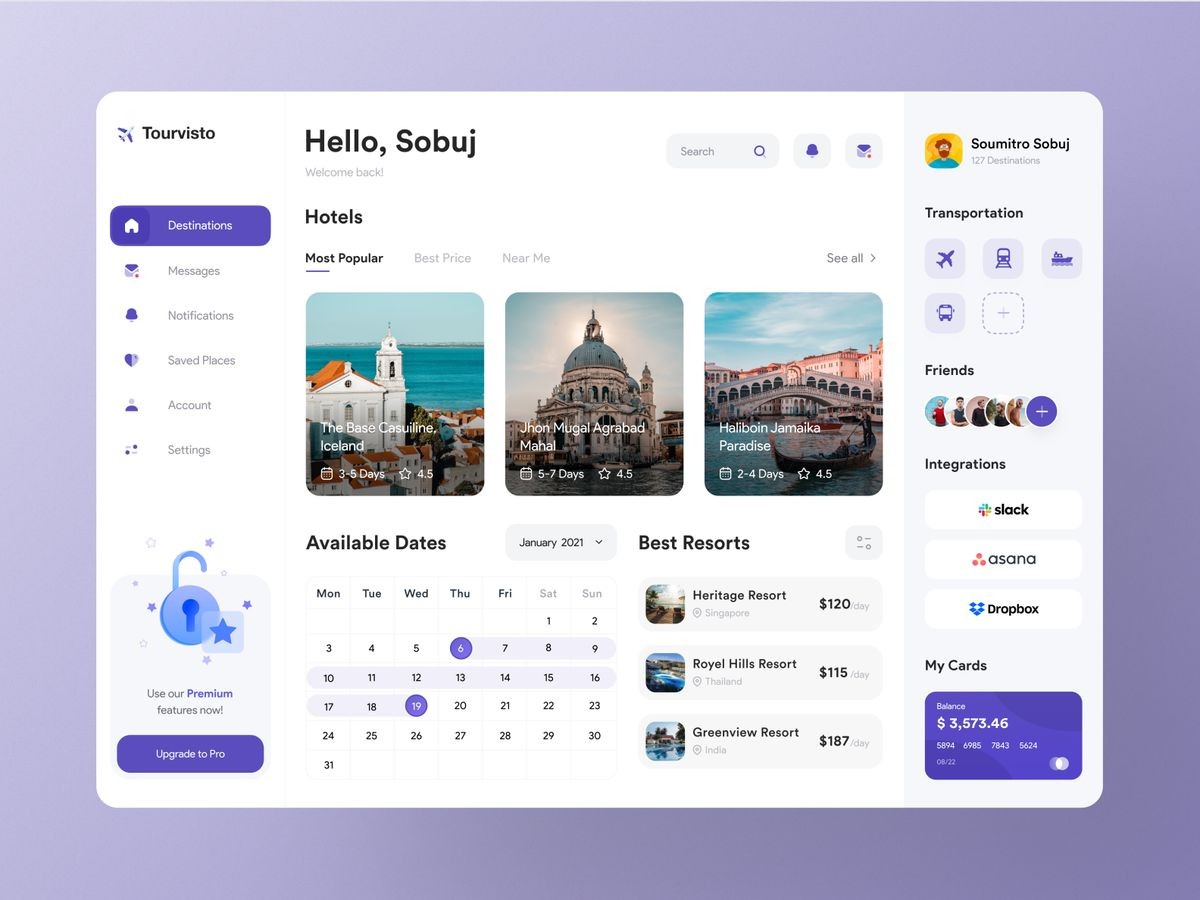 Tourvisto
Destinations
Messages
Notifications
Saved Places
Account
Settings
Use our Premium
features now!
Upgrade to Pro
Hello, Sobuj
Welcome back!
Search
Hotels
Most Popular
Best Price
Near Me
See all
The Base Casuiline,
Iceland
3-5 Days
4.5
Jhon Mugal Agrabad
Mahal
5-7 Days
4.5
Haliboin Jamaika
Paradise
2-4 Days
4.5
Available Dates
January 2021
Mon Tue Wed Thu Fri Sat Sun
1 2
3 4 5 6 7 8 9
10 11 12 13 14 15 16
17 18 19 20 21 22 23
24 25 26 27 28 29 30
31
Best Resorts
Heritage Resort
Singapore
$120/day
Royel Hills Resort
Thailand
$115 /day
Greenview Resort
India
$187/day
Soumitro Sobuj
127 Destinations
Transportation
Friends
Integrations
slack
asana
Dropbox
My Cards
Balance
$ 3,573.46
5894 6985 7843 5624
08/22